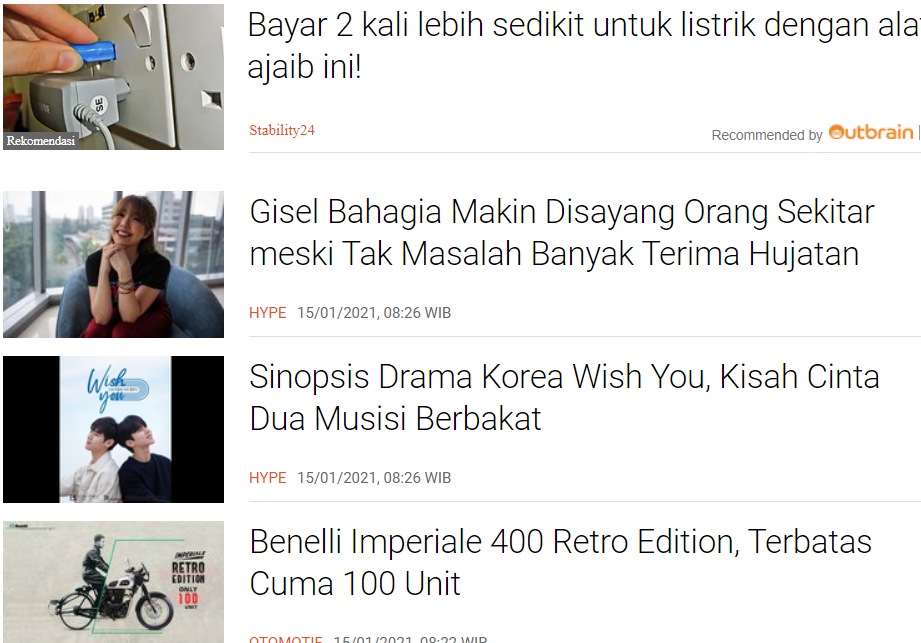 Bayar 2 kali lebih sedikit untuk listrik dengan
ajaib ini!
Rekomendasi
Stability24
Recommended by Outbrain
Gisel Bahagia Makin Disayang Orang Sekitar
meski Tak Masalah Banyak Terima Hujatan
HYPE 15/01/2021, 08:26 WIB
Wish
you
Sinopsis Drama Korea Wish You, Kisah Cinta
Dua Musisi Berbakat
HYPE 15/01/2021, 08:26 WIB
IMPERIALE
RETRO
EDITION
ONLY
100
UNIT
Benelli Imperiale 400 Retro Edition, Terbatas
Cuma 100 Unit
OTOMOTIF 15/01/2021, 08:22 WIB